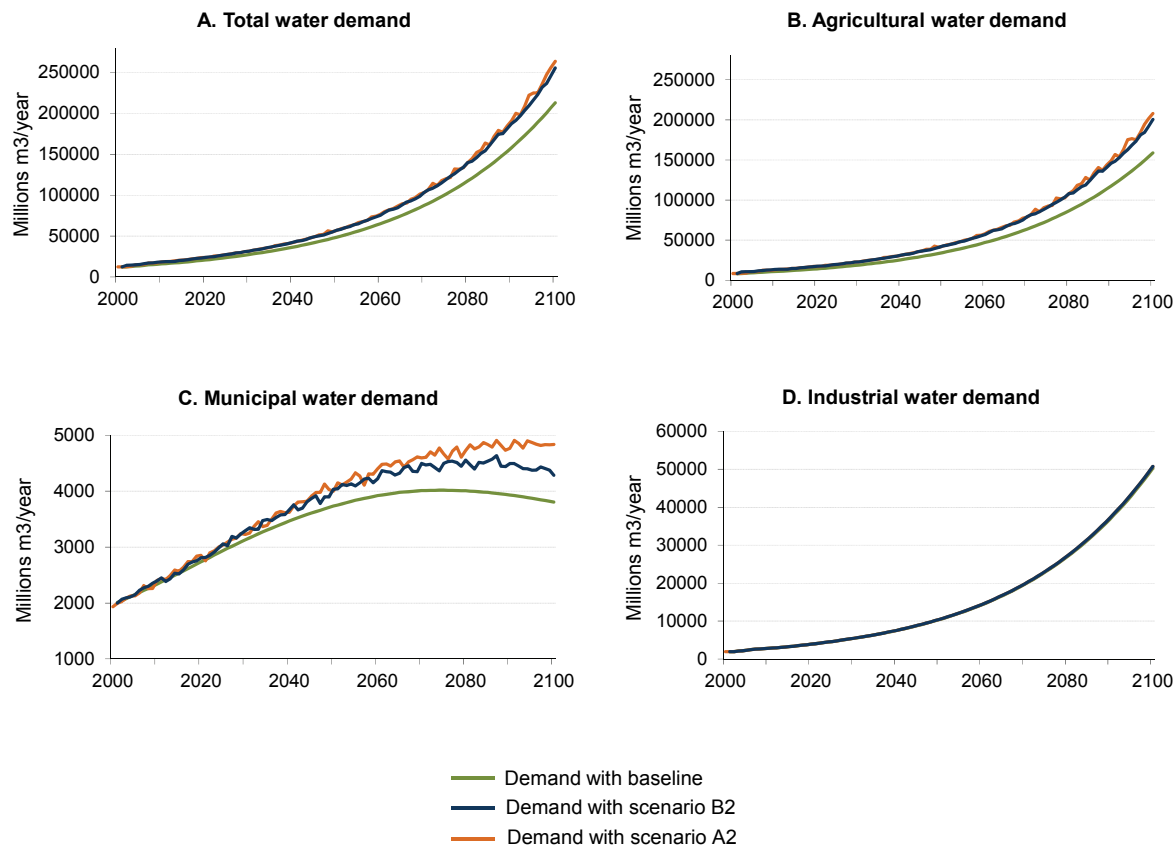 A. Total water demand
Millions m3/year
250000
200000
150000
100000
50000
0
2000 2020 2040 2060 2080 2100
B. Agricultural water demand
Millions m3/year
250000
200000
150000
100000
50000
0
2000 2020 2040 2060 2080 2100
C. Municipal water demand
Millions m3/year
5000
4000
3000
2000
1000
2000 2020 2040 2060 2080 2100
D. Industrial water demand
Millions m3/year
60000
50000
40000
30000
20000
10000
0
2000 2020 2040 2060 2080 2100
Demand with baseline
Demand with scenario B2
Demand with scenario A2